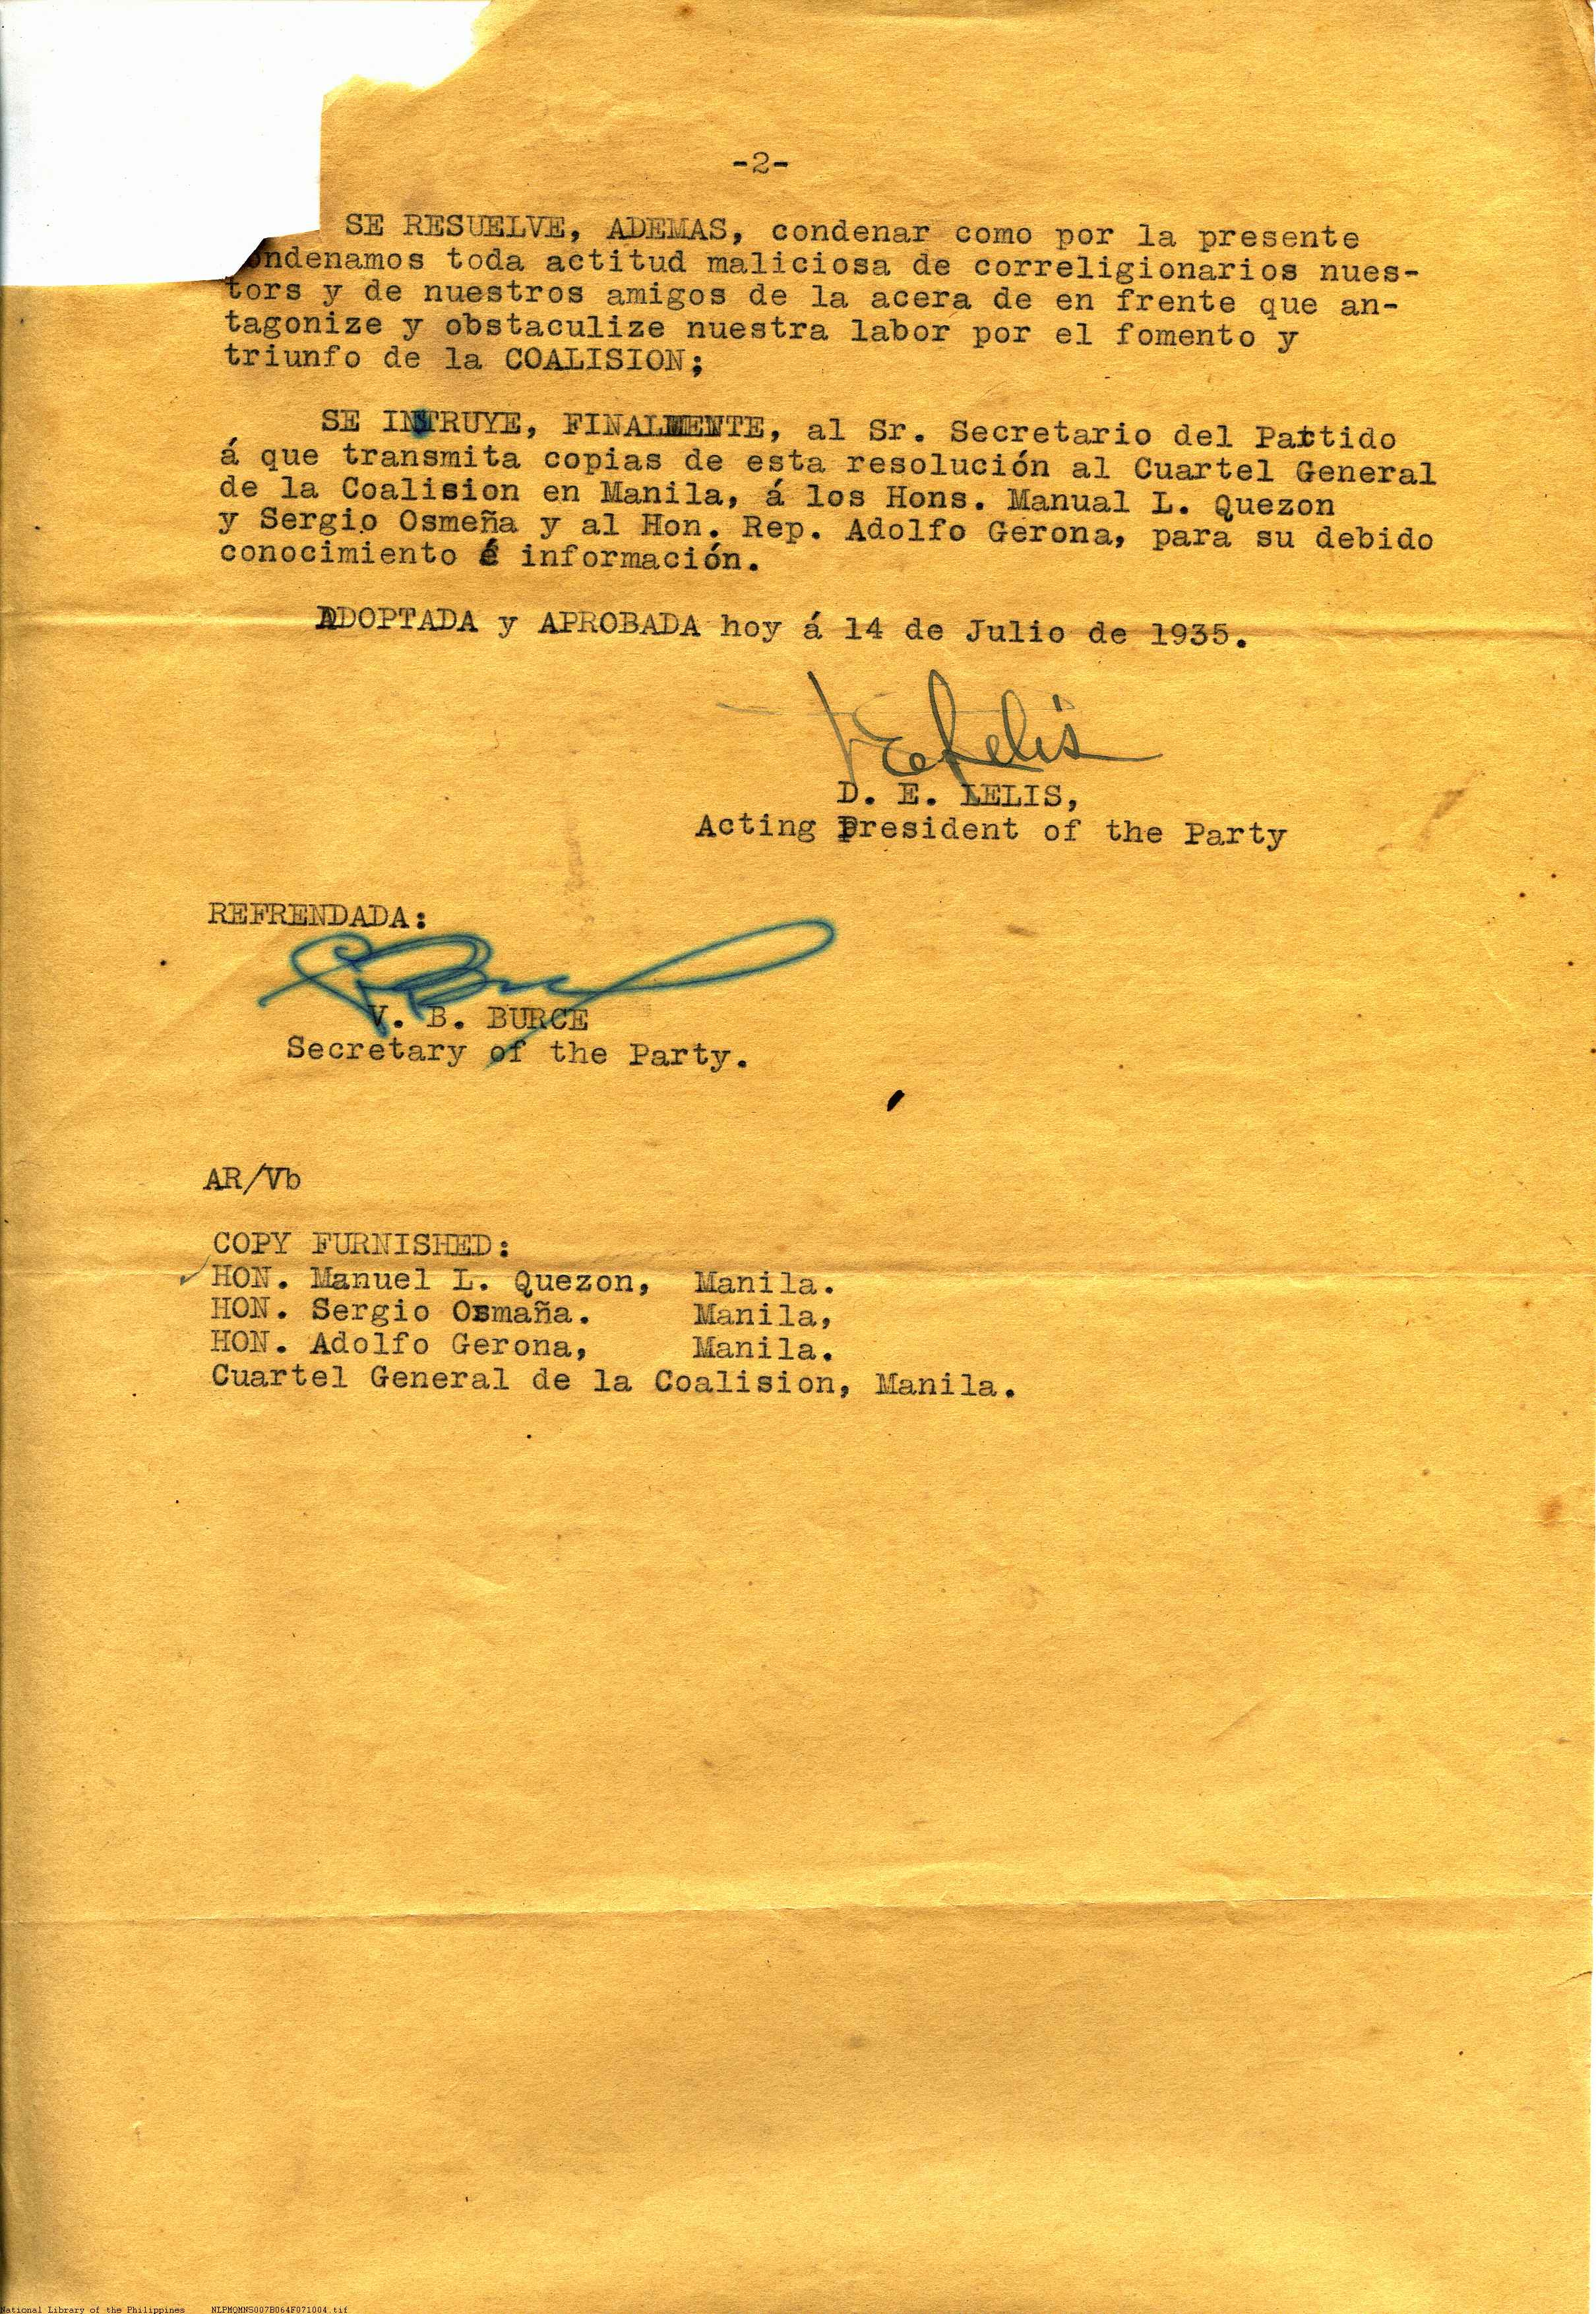 -2-
SE RESUELVE, ADEMAS, condenar como por la presente
ondenamos toda actitud maliciosa de correligionarios nues-
tors y de nuestros amigos de la acera de en frente que an-
tagonize y obstaculize nuestra labor por el fomento y
triunfo de la COALISION;
SE INTRUYE, FINALMENTE, al Sr. Secretario del Partido
á que transmita copias de esta resolución al Cuartel General
de la Coalision en Manila, á los Hons. Manual L. Quezon
y Sergio Osmeña y al Hon. Rep. Adolfo Gerona, para su debido
conocimiento é información.
ADOPTADA y APROBADA hoy á 14 de Julio de 1935.
D. E. LELIS,
Acting President of the Party
REFRENDADA:
V. B. BURCE
Secretary of the Party.
AR/Vb
COPY FURNISHED:
HON. Manuel L. Quezon, Manila.
HON. Sergio Osmaña. Manila,
HON. Adolfo Gerona, Manila.
Cuartel General de la Coalision, Manila.
National Library of the Philippines NLPMQMNS007B064F071004.tif